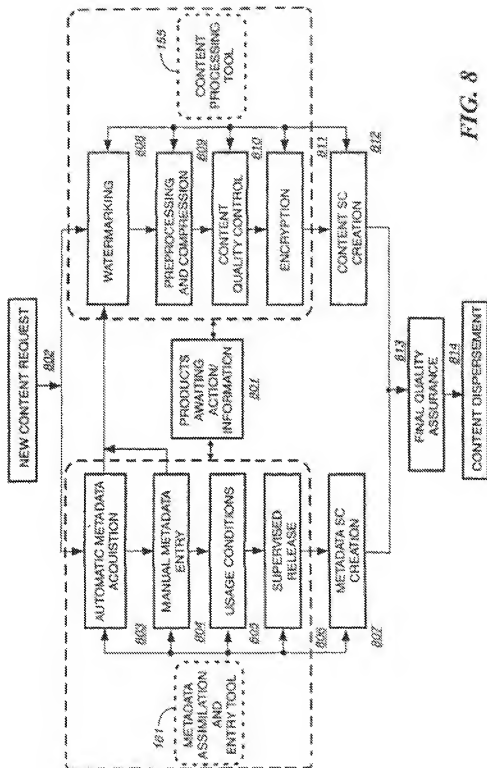 NEW CONTENT REQUEST
802
161
METADATA
ASSIMILATION
AND
ENTRY TOOL
AUTOMATIC METADATA
ACQUISTION
803
MANUAL METADATA
ENTRY
804
USAGE CONDITIONS
805
SUPERVISED
RELEASE
806
METADATA SC
CREATION
807
PRODUCTS
AWAITING
ACTION/
INFORMATION
801
WATERMARKING
808
PREPROCESSING
AND COMPRESSION
809
CONTENT
QUALITY CONTROL
810
ENCRYPTION
811
CONTENT SC
CREATION
812
155
CONTENT
PROCESSING
TOOL
813
FINAL QUALITY
ASSURANCE
814
CONTENT DISPERSEMENT
FIG. 8